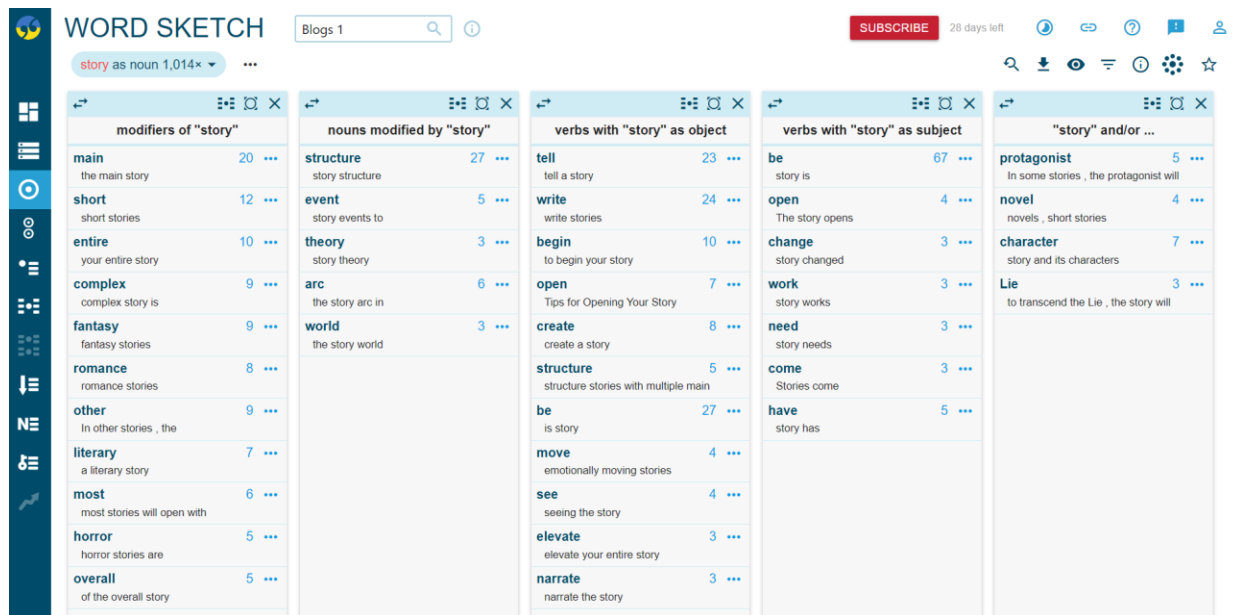 WORD SKETCH
Blogs 1
SUBSCRIBE 28 days left
story as noun 1,014×
modifiers of "story"
main 20
the main story
short 12
short stories
entire 10
your entire story
complex 9
complex story is
fantasy 9
fantasy stories
romance 8
romance stories
other 9
In other stories , the
literary 7
a literary story
most 6
most stories will open with
horror 5
horror stories are
overall 5
of the overall story
nouns modified by "story"
structure 27
story structure
event 5
story events to
theory 3
story theory
arc 6
the story arc in
world 3
the story world
verbs with "story" as object
tell 23
tell a story
write 24
write stories
begin 10
to begin your story
open 7
Tips for Opening Your Story
create 8
create a story
structure 5
structure stories with multiple main
be 27
is story
move 4
emotionally moving stories
see 4
seeing the story
elevate 3
elevate your entire story
narrate 3
narrate the story
verbs with "story" as subject
be 67
story is
open 4
The story opens
change 3
story changed
work 3
story works
need 3
story needs
come 3
Stories come
have 5
story has
"story" and/or ...
protagonist 5
In some stories , the protagonist will
novel 4
novels , short stories
character 7
story and its characters
Lie 3
to transcend the Lie , the story will